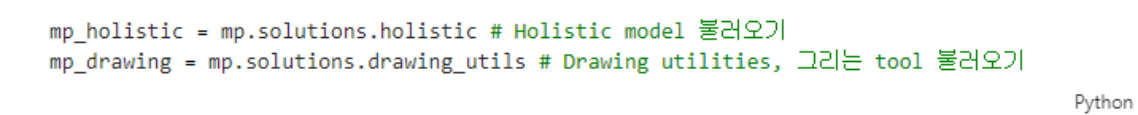 mp_holistic = mp.solutions.holistic # Holistic model 불러오기
mp_drawing = mp.solutions.drawing_utils # Drawing utilities, 그리는 tool 불러오기
Python